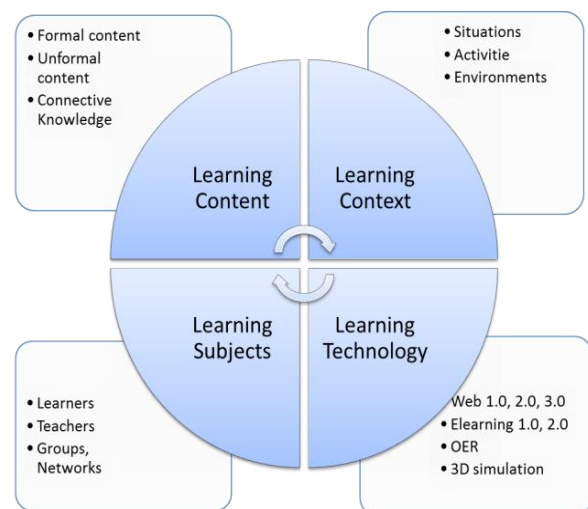 • Formal content
• Unformal
content
• Connective
Knowledge
• Situations
• Activitie
• Environments
Learning
Content
Learning
Context
Learning
Subjects
Learning
Technology
• Learners
• Teachers
• Groups,
Networks
Web 1.0, 2.0, 3.0
• Elearning 1.0, 2.0
• OER
• 3D simulation